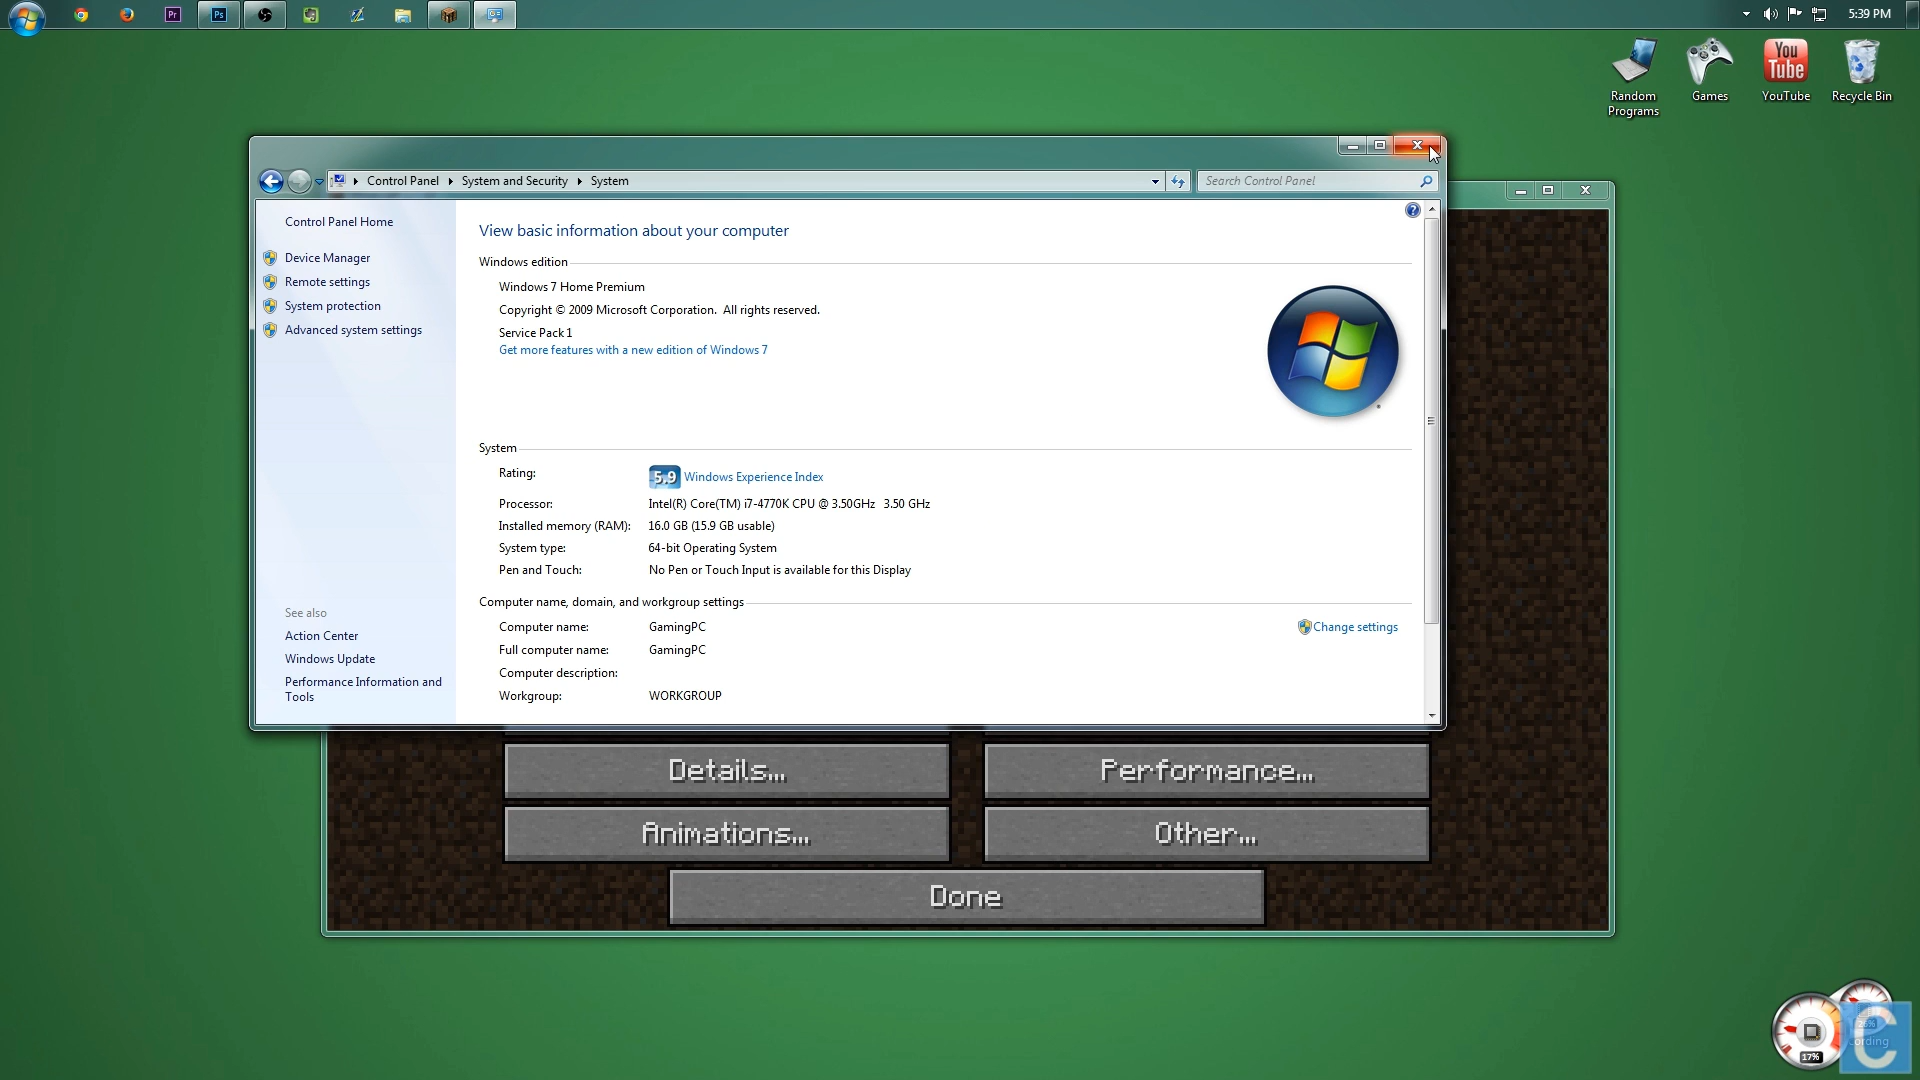 Pr
Ps
5:39 PM
Random
Programs
Games
You
Tube
YouTube
Recycle Bin
Control Panel
System and Security
System
Search Control Panel
Control Panel Home
Device Manager
Remote settings
System protection
Advanced system settings
See also
Action Center
Windows Update
Performance Information and
Tools
View basic information about your computer
Windows edition
Windows 7 Home Premium
Copyright © 2009 Microsoft Corporation. All rights reserved.
Service Pack 1
Get more features with a new edition of Windows 7
System
Rating:
5.9 Windows Experience Index
Processor: Intel(R) Core(TM) i7-4770K CPU @ 3.50GHz 3.50 GHz
Installed memory (RAM): 16.0 GB (15.9 GB usable)
System type: 64-bit Operating System
Pen and Touch: No Pen or Touch Input is available for this Display
Computer name, domain, and workgroup settings
Computer name: GamingPC
Change settings
Full computer name: GamingPC
Computer description:
Workgroup: WORKGROUP
Details...
Performance...
Animations...
Other...
Done
17%
C